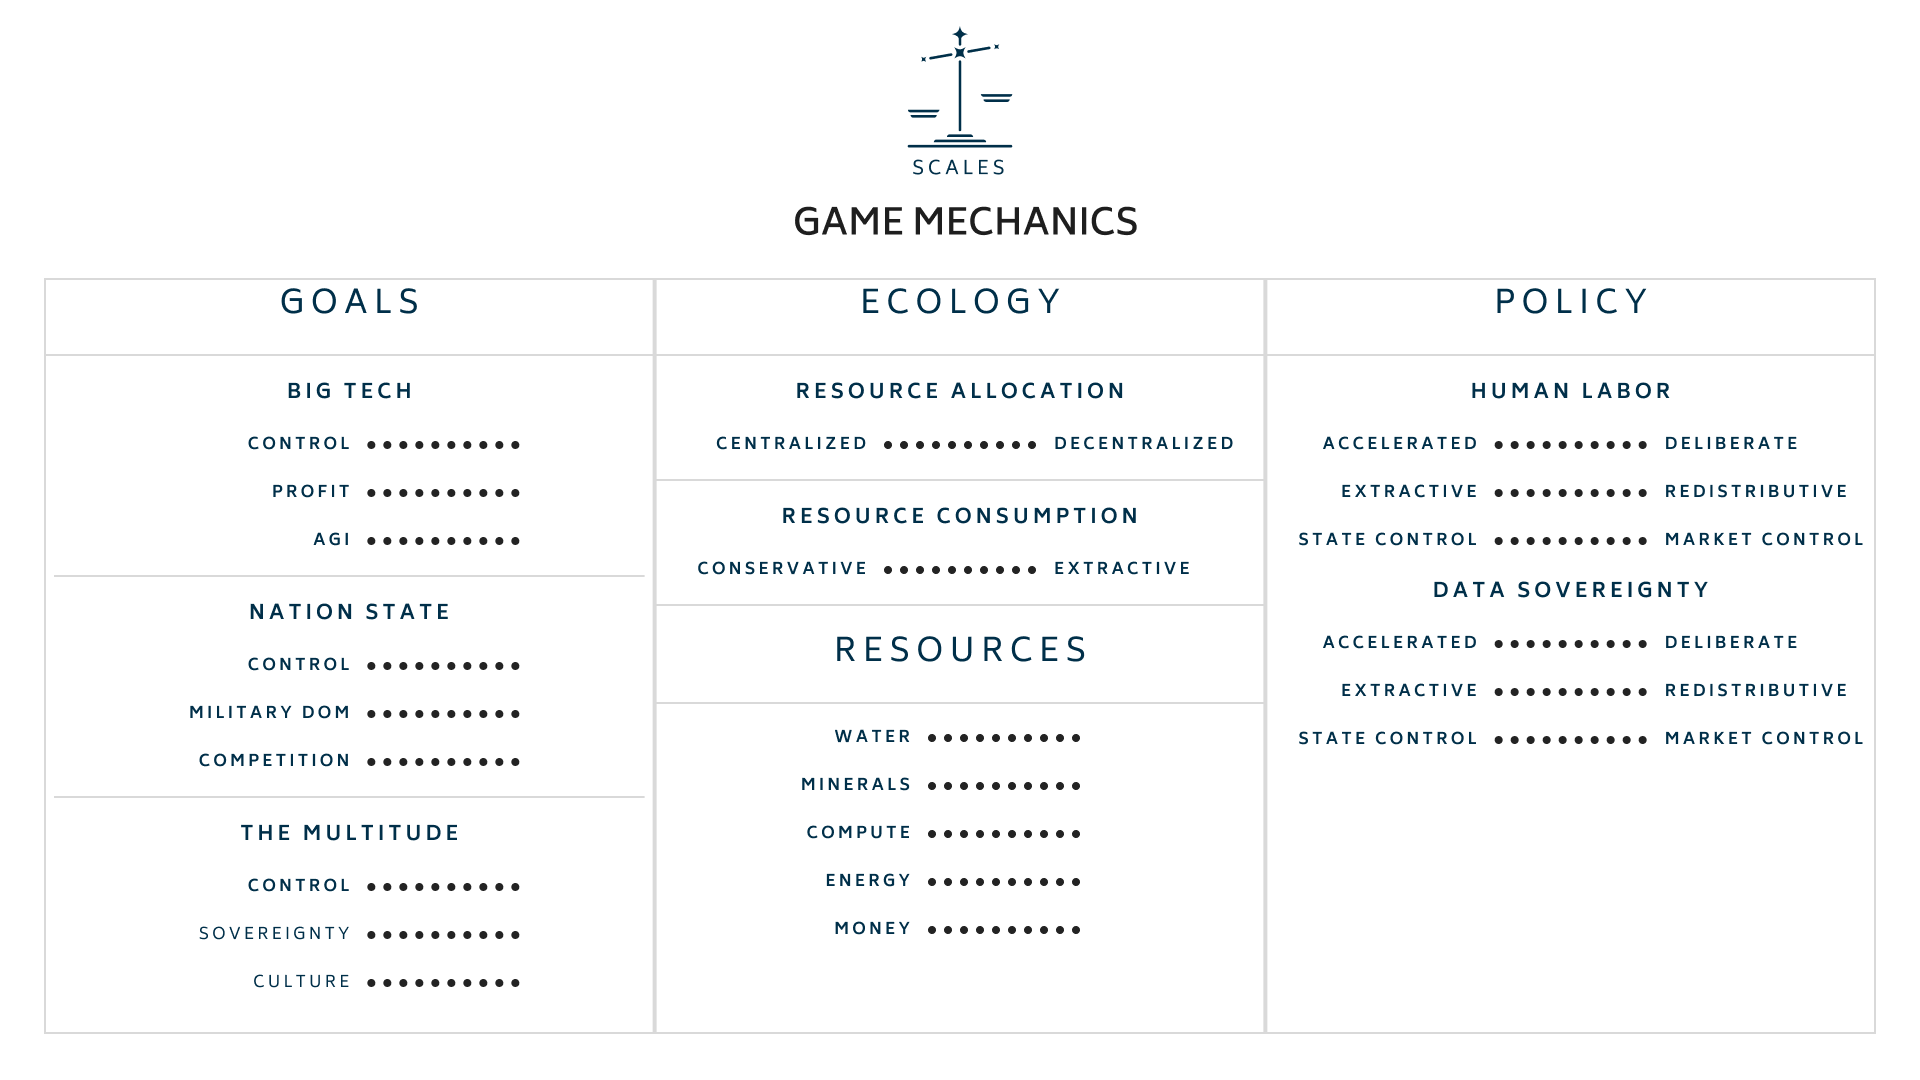 SCALES
GAME MECHANICS
GOALS
BIG TECH
CONTROL
PROFIT
AGI
NATION STATE
CONTROL
MILITARY DOM
COMPETITION
THE MULTITUDE
CONTROL
SOVEREIGNTY
CULTURE
ECOLOGY
RESOURCE ALLOCATION
CENTRALIZED DECENTRALIZED
RESOURCE CONSUMPTION
CONSERVATIVE EXTRACTIVE
RESOURCES
WATER
MINERALS
COMPUTE
ENERGY
MONEY
POLICY
HUMAN LABOR
ACCELERATED DELIBERATE
EXTRACTIVE REDISTRIBUTIVE
STATE CONTROL MARKET CONTROL
DATA SOVEREIGNTY
ACCELERATED DELIBERATE
EXTRACTIVE REDISTRIBUTIVE
STATE CONTROL MARKET CONTROL